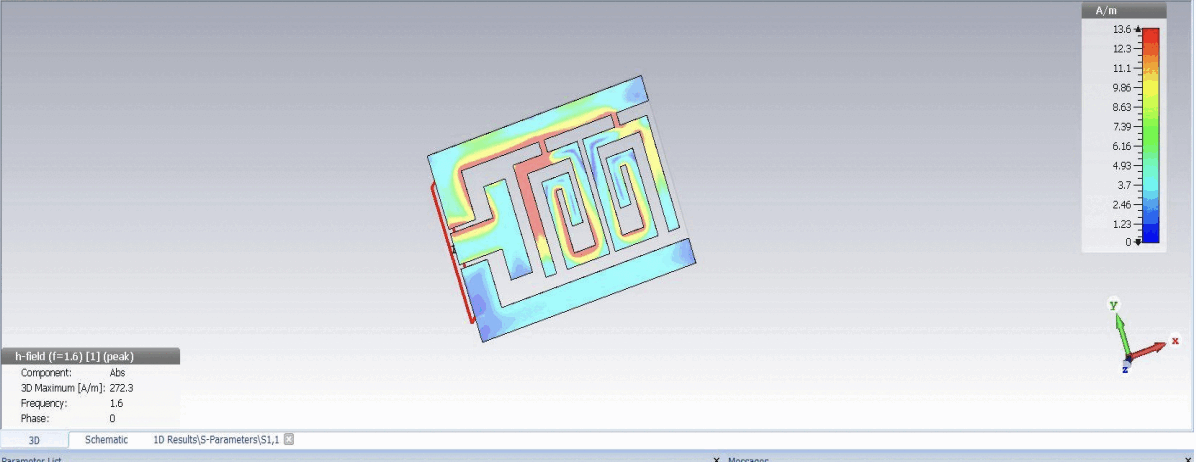 A/m
13.6
12.3
11.1
9.86
8.63
7.39
6.16
4.93
3.7
2.46
1.23
0
Y
x
z
h-field (f=1.6) [1] (peak)
Component: Abs
3D Maximum [A/m]: 272.3
Frequency: 1.6
Phase: 0
3D Schematic 1D Results\S-Parameters\S1,1
Parameter List Messages